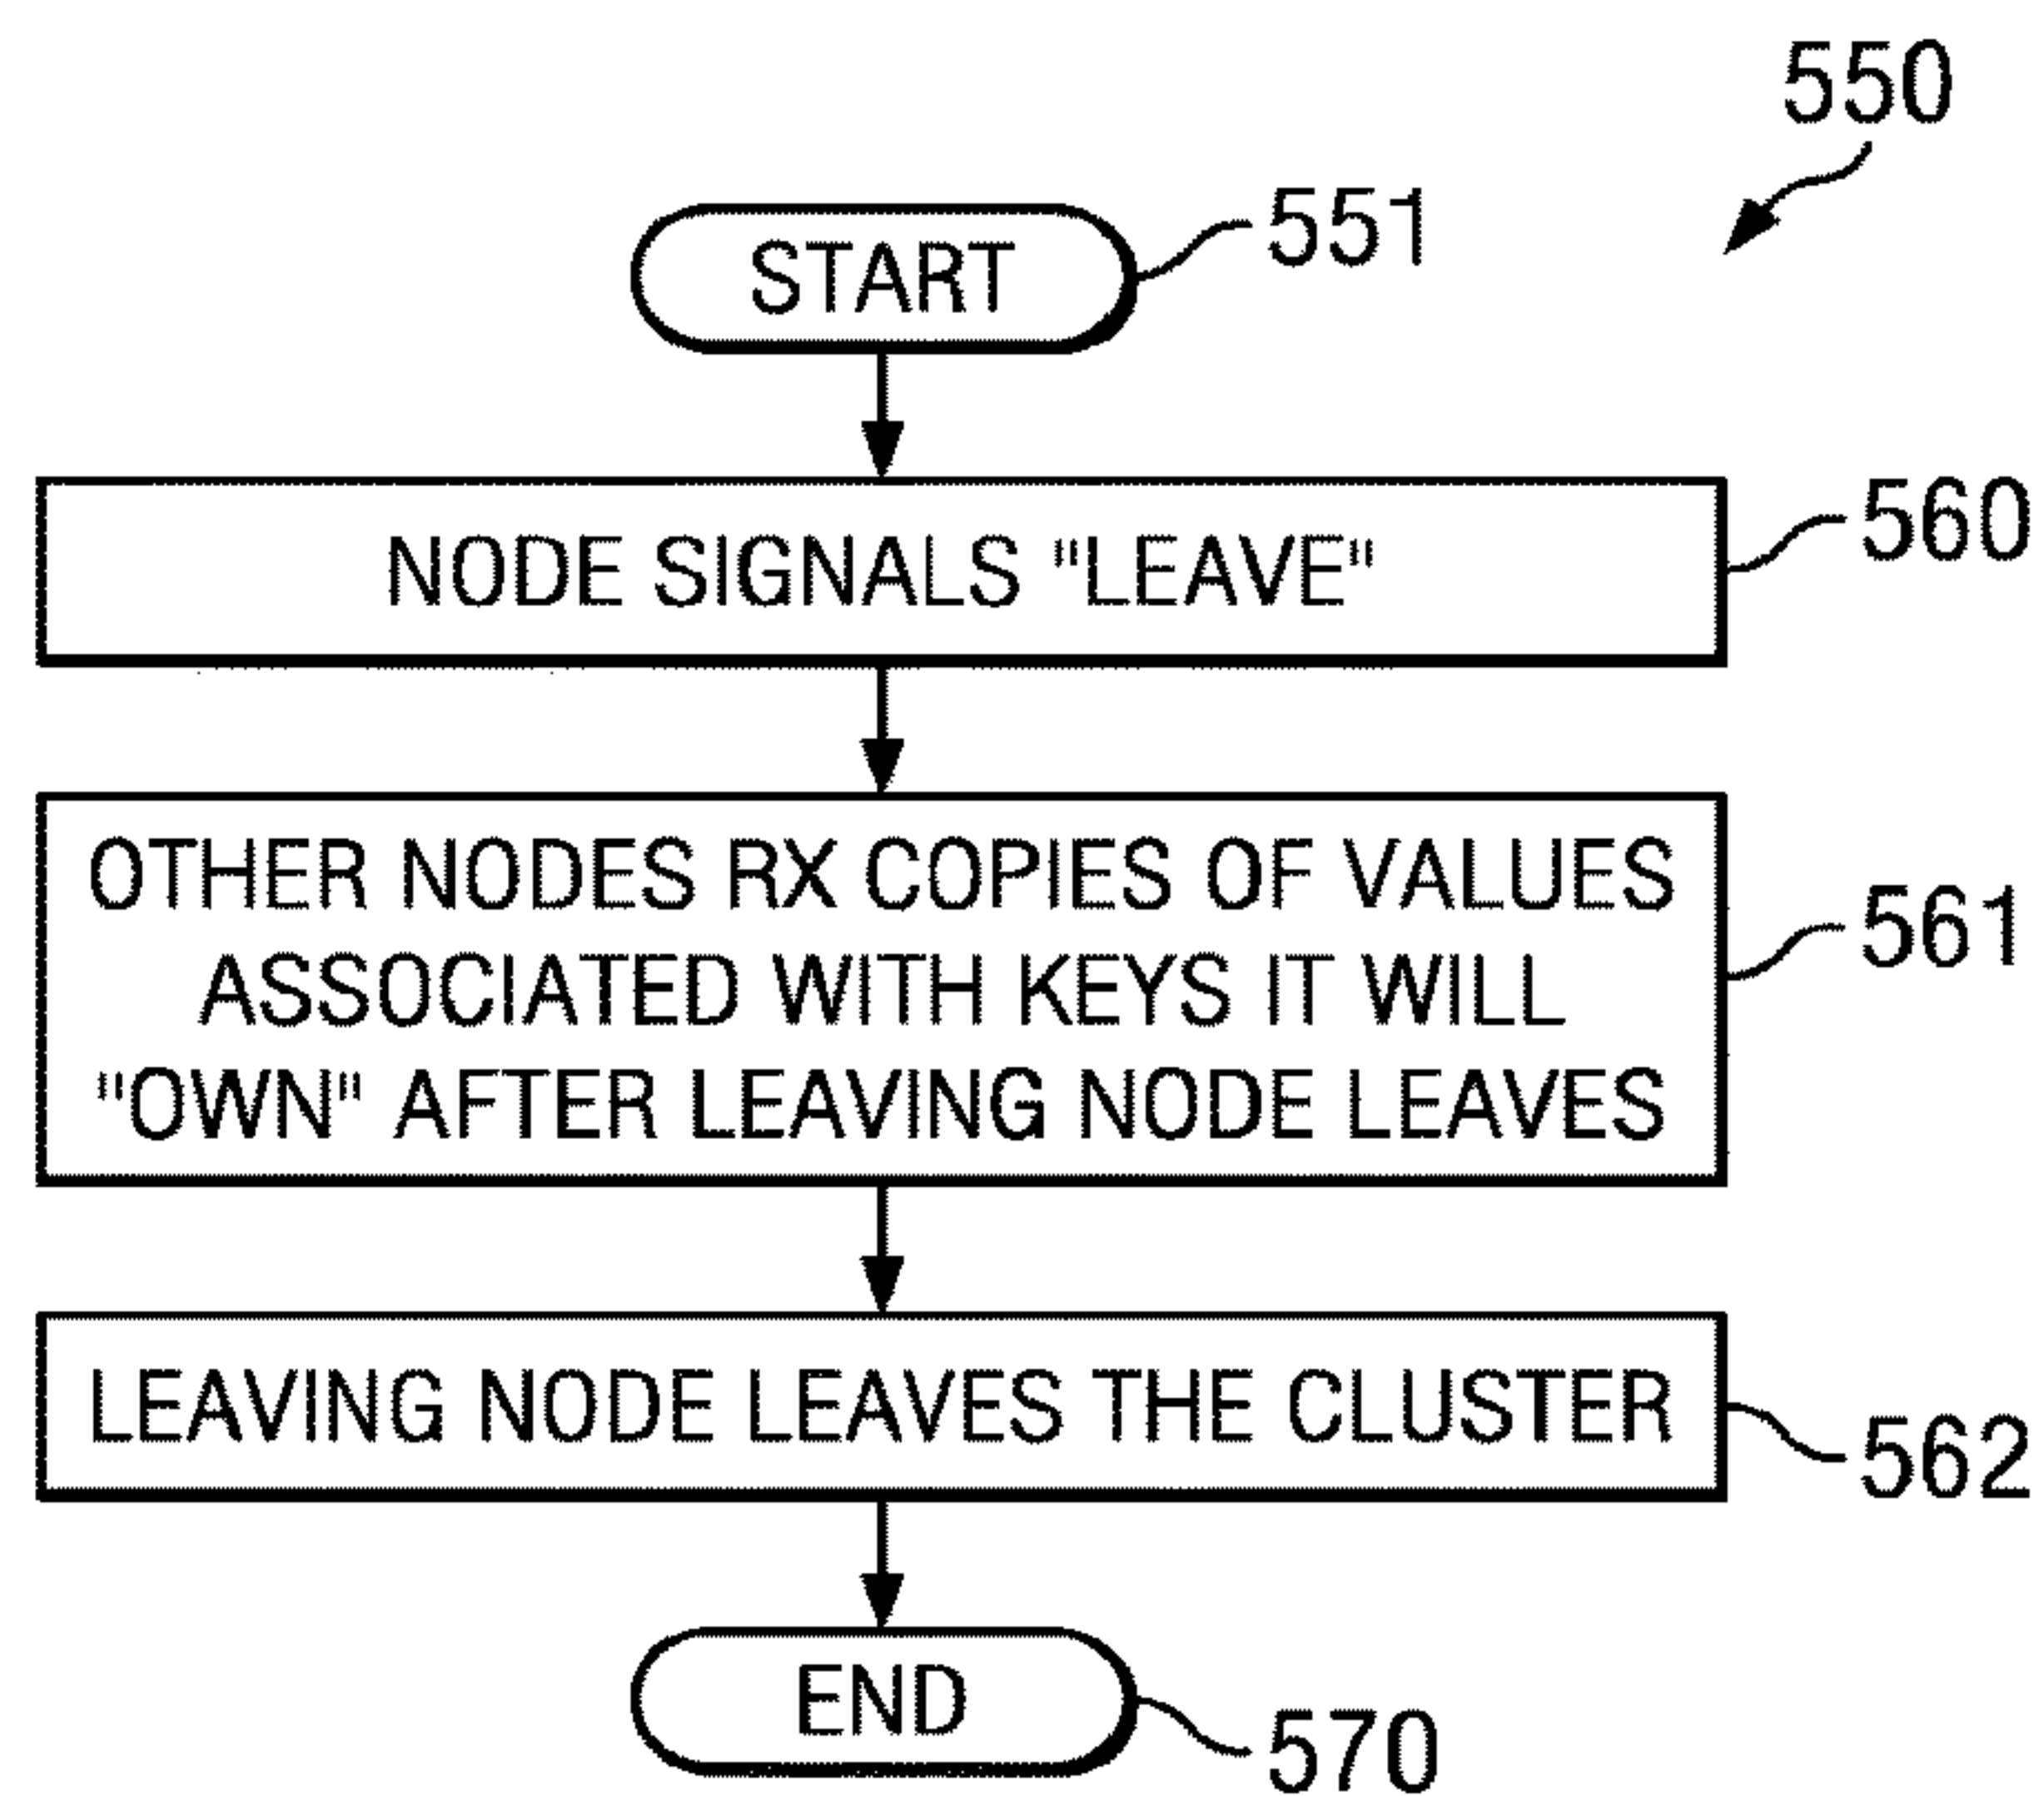 550
START
551
NODE SIGNALS "LEAVE"
560
OTHER NODES RX COPIES OF VALUES
ASSOCIATED WITH KEYS IT WILL
"OWN" AFTER LEAVING NODE LEAVES
561
LEAVING NODE LEAVES THE CLUSTER
562
END
570